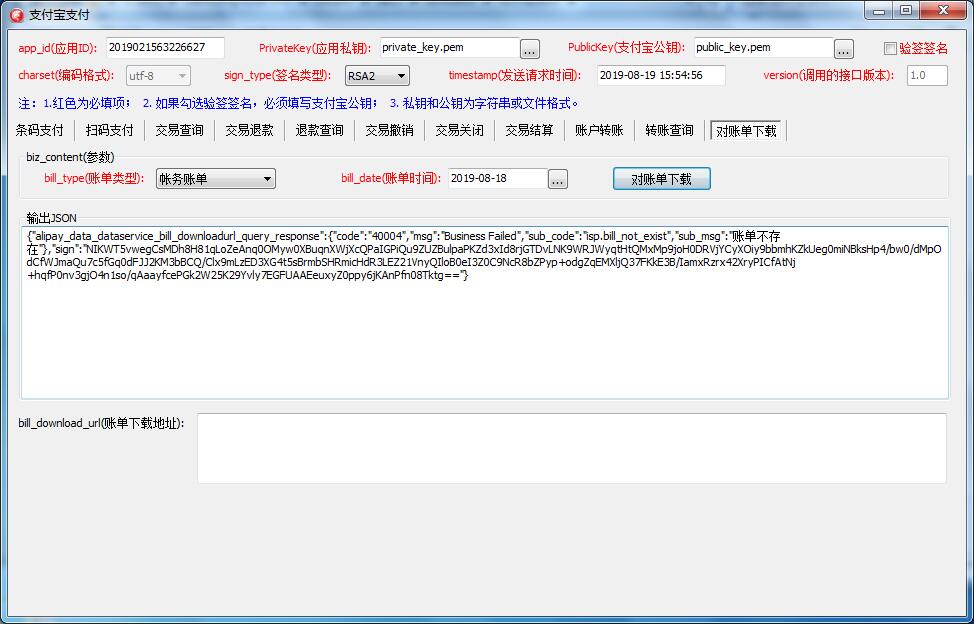 支付宝支付
app_id(应用ID): 2019021563226627 PrivateKey(应用私钥): private_key.pem ... PublicKey(支付宝公钥): public_key.pem ... 验签签名
charset(编码格式): utf-8 sign_type(签名类型): RSA2 timestamp(发送请求时间): 2019-08-19 15:54:56 version(调用的接口版本): 1.0
注：1.红色为必填项； 2. 如果勾选验签签名，必须填写支付宝公钥； 3. 私钥和公钥为字符串或文件格式。
条码支付 扫码支付 交易查询 交易退款 退款查询 交易撤销 交易关闭 交易结算 账户转账 转账查询 对账单下载
biz_content(参数)
bill_type(账单类型): 帐务账单 bill_date(账单时间): 2019-08-18 ... 对账单下载
输出JSON
{"alipay_data_dataservice_bill_downloadurl_query_response":{"code":"40004","msg":"Business Failed","sub_code":"isp.bill_not_exist","sub_msg":"账单不存
在"},"sign":"NIKWT5vwegCsMDh8H81qLoZeAnq0OMyw0XBuqnXWjXcQPaIGPiQu9ZUZBulpaPKZd3xId8rjGTDvLNK9WRJWyqtHtQMxMp9joH0DRVjYCyXOiy9bbmhKZkUeg0miNBksHp4/bw0/dMpO
dCfWJmaQu7c5fGq0dFJJ2KM3bBCQ/Clx9mLzED3XG4t5sBrmbSHRmicHdR3LEZ21VnyQIloB0eI3Z0C9NcR8bZPyp+odgZqEMXljQ37FKkE3B/IamxRzrx42XryPICfAtNj
+hqfP0nv3gjO4n1so/qAaayfcePGk2W25K29Yvly7EGFUAAEeuxyZ0ppy6jKAnPfn08Tktg=="}
bill_download_url(账单下载地址):